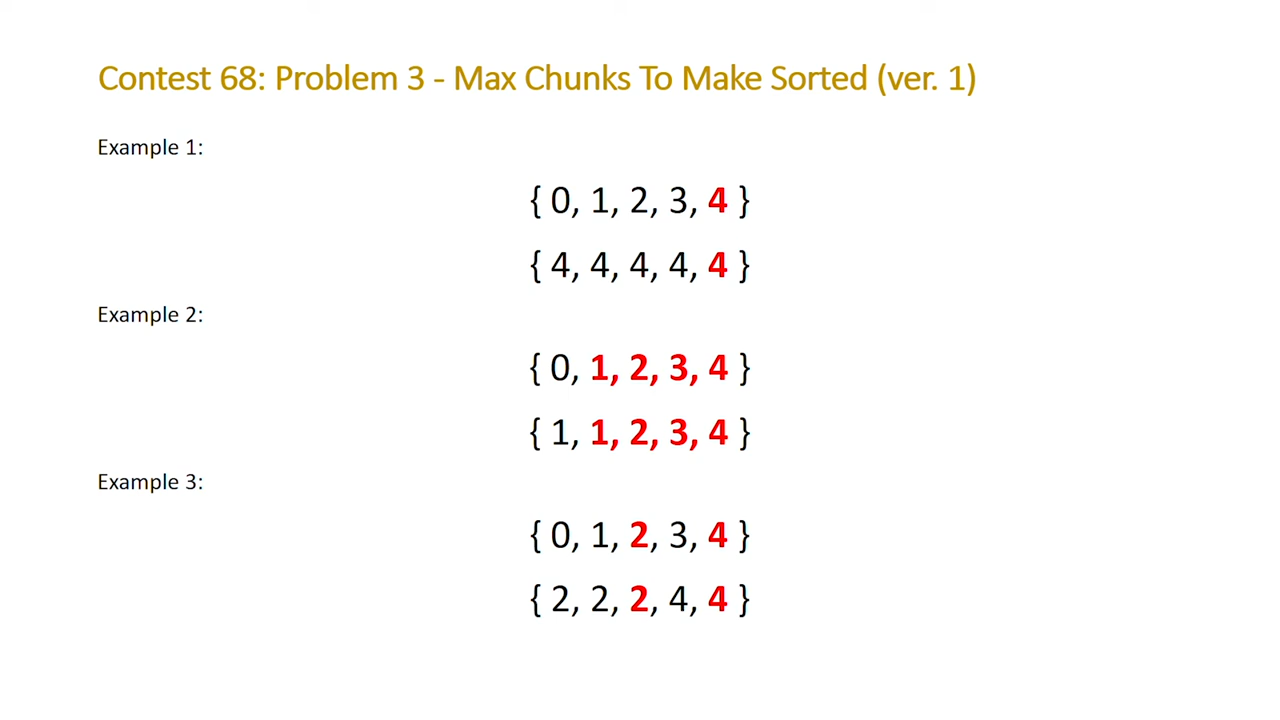 Contest 68: Problem 3 - Max Chunks To Make Sorted (ver. 1)
Example 1:
{ 0, 1, 2, 3, 4 }
{ 4, 4, 4, 4, 4 }
Example 2:
{ 0, 1, 2, 3, 4 }
{ 1, 1, 2, 3, 4 }
Example 3:
{ 0, 1, 2, 3, 4 }
{ 2, 2, 2, 4, 4 }